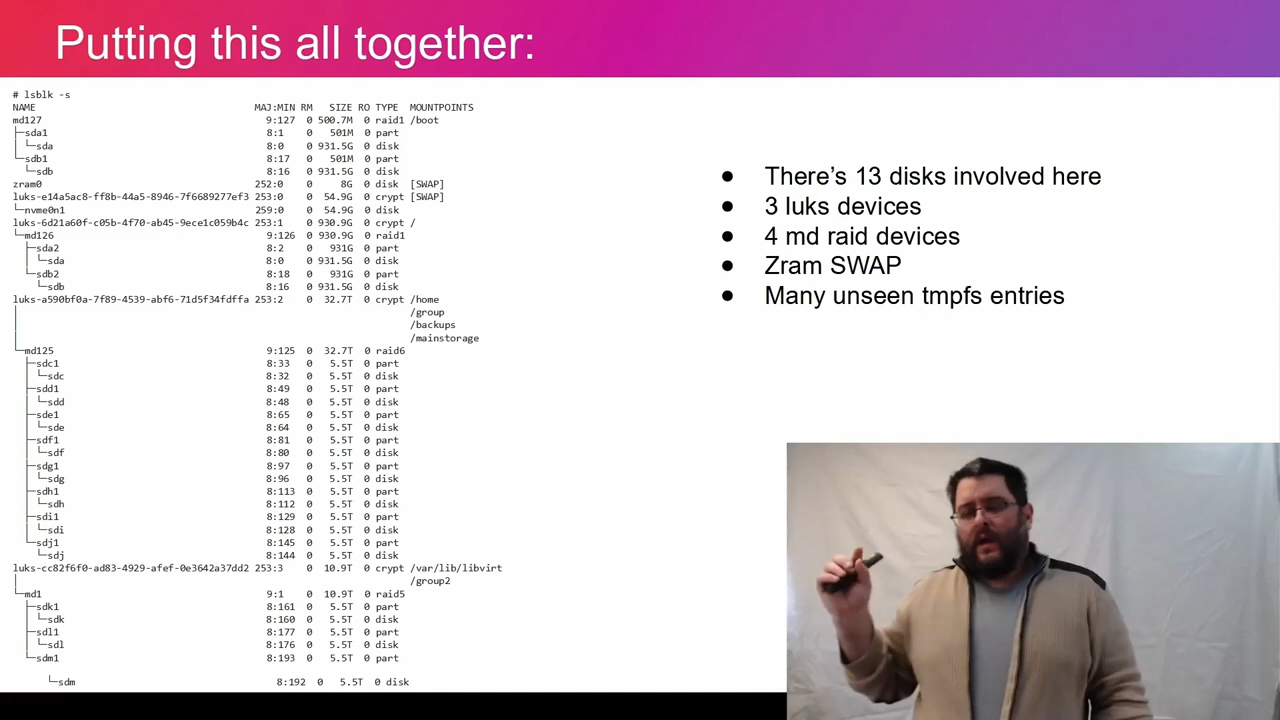 Putting this all together:
# lsblk -s
NAME MAJ:MIN RM SIZE RO TYPE MOUNTPOINTS
md127 9:127 0 500.7M 0 raid1 /boot
├─sda1 8:1 0 501M 0 part
│ └─sda 8:0 0 931.5G 0 disk
└─sdb1 8:17 0 501M 0 part
└─sdb 8:16 0 931.5G 0 disk
zram0 252:0 0 8G 0 disk [SWAP]
luks-e14a5ac8-ff8b-44a5-8946-7f6689277ef3 253:0 0 54.9G 0 crypt [SWAP]
└─nvme0n1 259:0 0 54.9G 0 disk
luks-6d21a60f-c05b-4f70-ab45-9ece1c059b4c 253:1 0 930.9G 0 crypt /
└─md126 9:126 0 930.9G 0 raid1
├─sda2 8:2 0 931G 0 part
│ └─sda 8:0 0 931.5G 0 disk
└─sdb2 8:18 0 931G 0 part
└─sdb 8:16 0 931.5G 0 disk
luks-a590bf0a-7f89-4539-abf6-71d5f34fdffa 253:2 0 32.7T 0 crypt /home
│ /group
│ /backups
│ /mainstorage
└─md125 9:125 0 32.7T 0 raid6
├─sdc1 8:33 0 5.5T 0 part
│ └─sdc 8:32 0 5.5T 0 disk
├─sdd1 8:49 0 5.5T 0 part
│ └─sdd 8:48 0 5.5T 0 disk
├─sde1 8:65 0 5.5T 0 part
│ └─sde 8:64 0 5.5T 0 disk
├─sdf1 8:81 0 5.5T 0 part
│ └─sdf 8:80 0 5.5T 0 disk
├─sdg1 8:97 0 5.5T 0 part
│ └─sdg 8:96 0 5.5T 0 disk
├─sdh1 8:113 0 5.5T 0 part
│ └─sdh 8:112 0 5.5T 0 disk
├─sdi1 8:129 0 5.5T 0 part
│ └─sdi 8:128 0 5.5T 0 disk
└─sdj1 8:145 0 5.5T 0 part
└─sdj 8:144 0 5.5T 0 disk
luks-cc82f6f0-ad83-4929-afef-0e3642a37dd2 253:3 0 10.9T 0 crypt /var/lib/libvirt
│ /group2
└─md1 9:1 0 10.9T 0 raid5
├─sdk1 8:161 0 5.5T 0 part
│ └─sdk 8:160 0 5.5T 0 disk
├─sdl1 8:177 0 5.5T 0 part
│ └─sdl 8:176 0 5.5T 0 disk
└─sdm1 8:193 0 5.5T 0 part
└─sdm 8:192 0 5.5T 0 disk
● There's 13 disks involved here
● 3 luks devices
● 4 md raid devices
● Zram SWAP
● Many unseen tmpfs entries